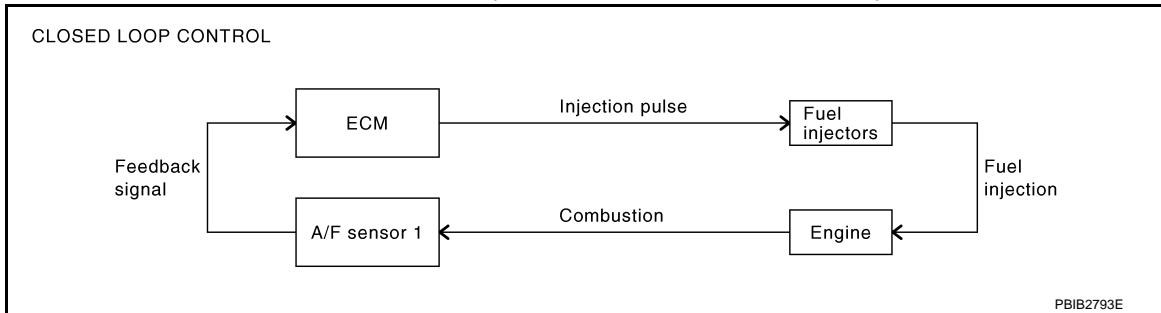 CLOSED LOOP CONTROL
ECM
Injection pulse
Fuel
injectors
Feedback
signal
Fuel
injection
A/F sensor 1
Combustion
Engine
PBIB2793E